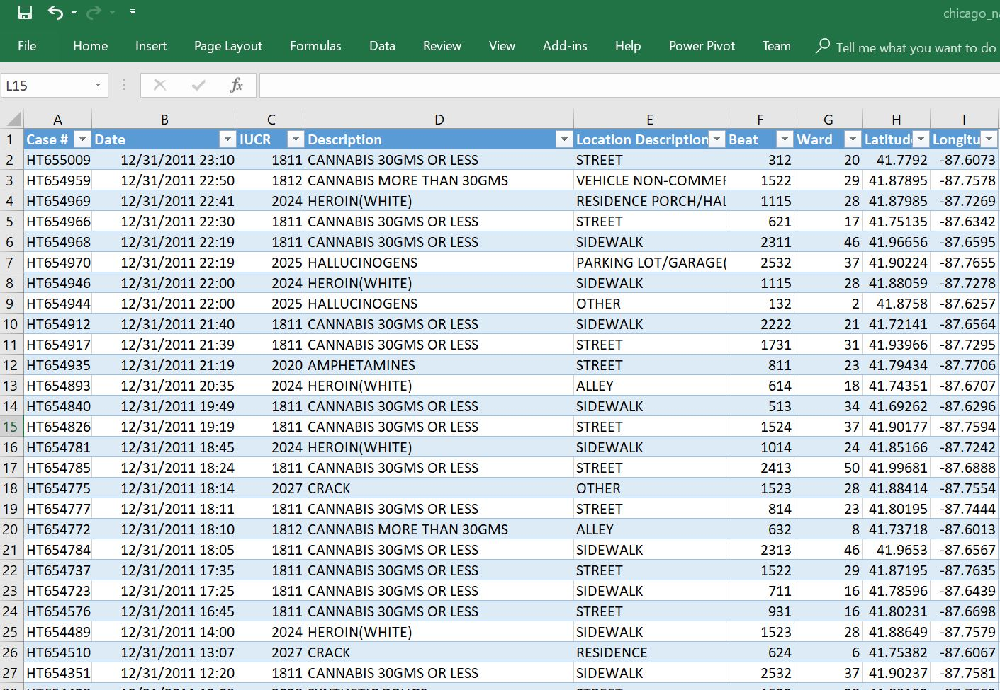 chicago_n
File Home Insert Page Layout Formulas Data Review View Add-ins Help Power Pivot Team Tell me what you want to do
L15 fx
A B C D E F G H I
1 Case # Date IUCR Description Location Description Beat Ward Latitud Longitu
2 HT655009 12/31/2011 23:10 1811 CANNABIS 30GMS OR LESS STREET 312 20 41.7792 -87.6073
3 HT654959 12/31/2011 22:50 1812 CANNABIS MORE THAN 30GMS VEHICLE NON-COMMER 1522 29 41.87895 -87.7578
4 HT654969 12/31/2011 22:41 2024 HEROIN(WHITE) RESIDENCE PORCH/HAL 1115 28 41.87985 -87.7269
5 HT654966 12/31/2011 22:30 1811 CANNABIS 30GMS OR LESS STREET 621 17 41.75135 -87.6342
6 HT654968 12/31/2011 22:19 1811 CANNABIS 30GMS OR LESS SIDEWALK 2311 46 41.96656 -87.6595
7 HT654970 12/31/2011 22:19 2025 HALLUCINOGENS PARKING LOT/GARAGE( 2532 37 41.90224 -87.7655
8 HT654946 12/31/2011 22:00 2024 HEROIN(WHITE) SIDEWALK 1115 28 41.88059 -87.7278
9 HT654944 12/31/2011 22:00 2025 HALLUCINOGENS OTHER 132 2 41.8758 -87.6257
10 HT654912 12/31/2011 21:40 1811 CANNABIS 30GMS OR LESS SIDEWALK 2222 21 41.72141 -87.6564
11 HT654917 12/31/2011 21:39 1811 CANNABIS 30GMS OR LESS STREET 1731 31 41.93966 -87.7295
12 HT654935 12/31/2011 21:19 2020 AMPHETAMINES STREET 811 23 41.79434 -87.7706
13 HT654893 12/31/2011 20:35 2024 HEROIN(WHITE) ALLEY 614 18 41.74351 -87.6707
14 HT654840 12/31/2011 19:49 1811 CANNABIS 30GMS OR LESS SIDEWALK 513 34 41.69262 -87.6296
15 HT654826 12/31/2011 19:19 1811 CANNABIS 30GMS OR LESS STREET 1524 37 41.90177 -87.7594
16 HT654781 12/31/2011 18:45 2024 HEROIN(WHITE) SIDEWALK 1014 24 41.85166 -87.7242
17 HT654785 12/31/2011 18:24 1811 CANNABIS 30GMS OR LESS STREET 2413 50 41.99681 -87.6888
18 HT654775 12/31/2011 18:14 2027 CRACK OTHER 1523 28 41.88414 -87.7554
19 HT654777 12/31/2011 18:11 1811 CANNABIS 30GMS OR LESS STREET 814 23 41.80195 -87.7444
20 HT654772 12/31/2011 18:10 1812 CANNABIS MORE THAN 30GMS ALLEY 632 8 41.73718 -87.6013
21 HT654784 12/31/2011 18:05 1811 CANNABIS 30GMS OR LESS SIDEWALK 2313 46 41.9653 -87.6567
22 HT654737 12/31/2011 17:35 1811 CANNABIS 30GMS OR LESS STREET 1522 29 41.87195 -87.7635
23 HT654723 12/31/2011 17:25 1811 CANNABIS 30GMS OR LESS SIDEWALK 711 16 41.78596 -87.6439
24 HT654576 12/31/2011 16:45 1811 CANNABIS 30GMS OR LESS STREET 931 16 41.80231 -87.6698
25 HT654489 12/31/2011 14:00 2024 HEROIN(WHITE) SIDEWALK 1523 28 41.88649 -87.7579
26 HT654510 12/31/2011 13:07 2027 CRACK RESIDENCE 624 6 41.75382 -87.6067
27 HT654351 12/31/2011 12:20 1811 CANNABIS 30GMS OR LESS SIDEWALK 2532 37 41.90237 -87.7581